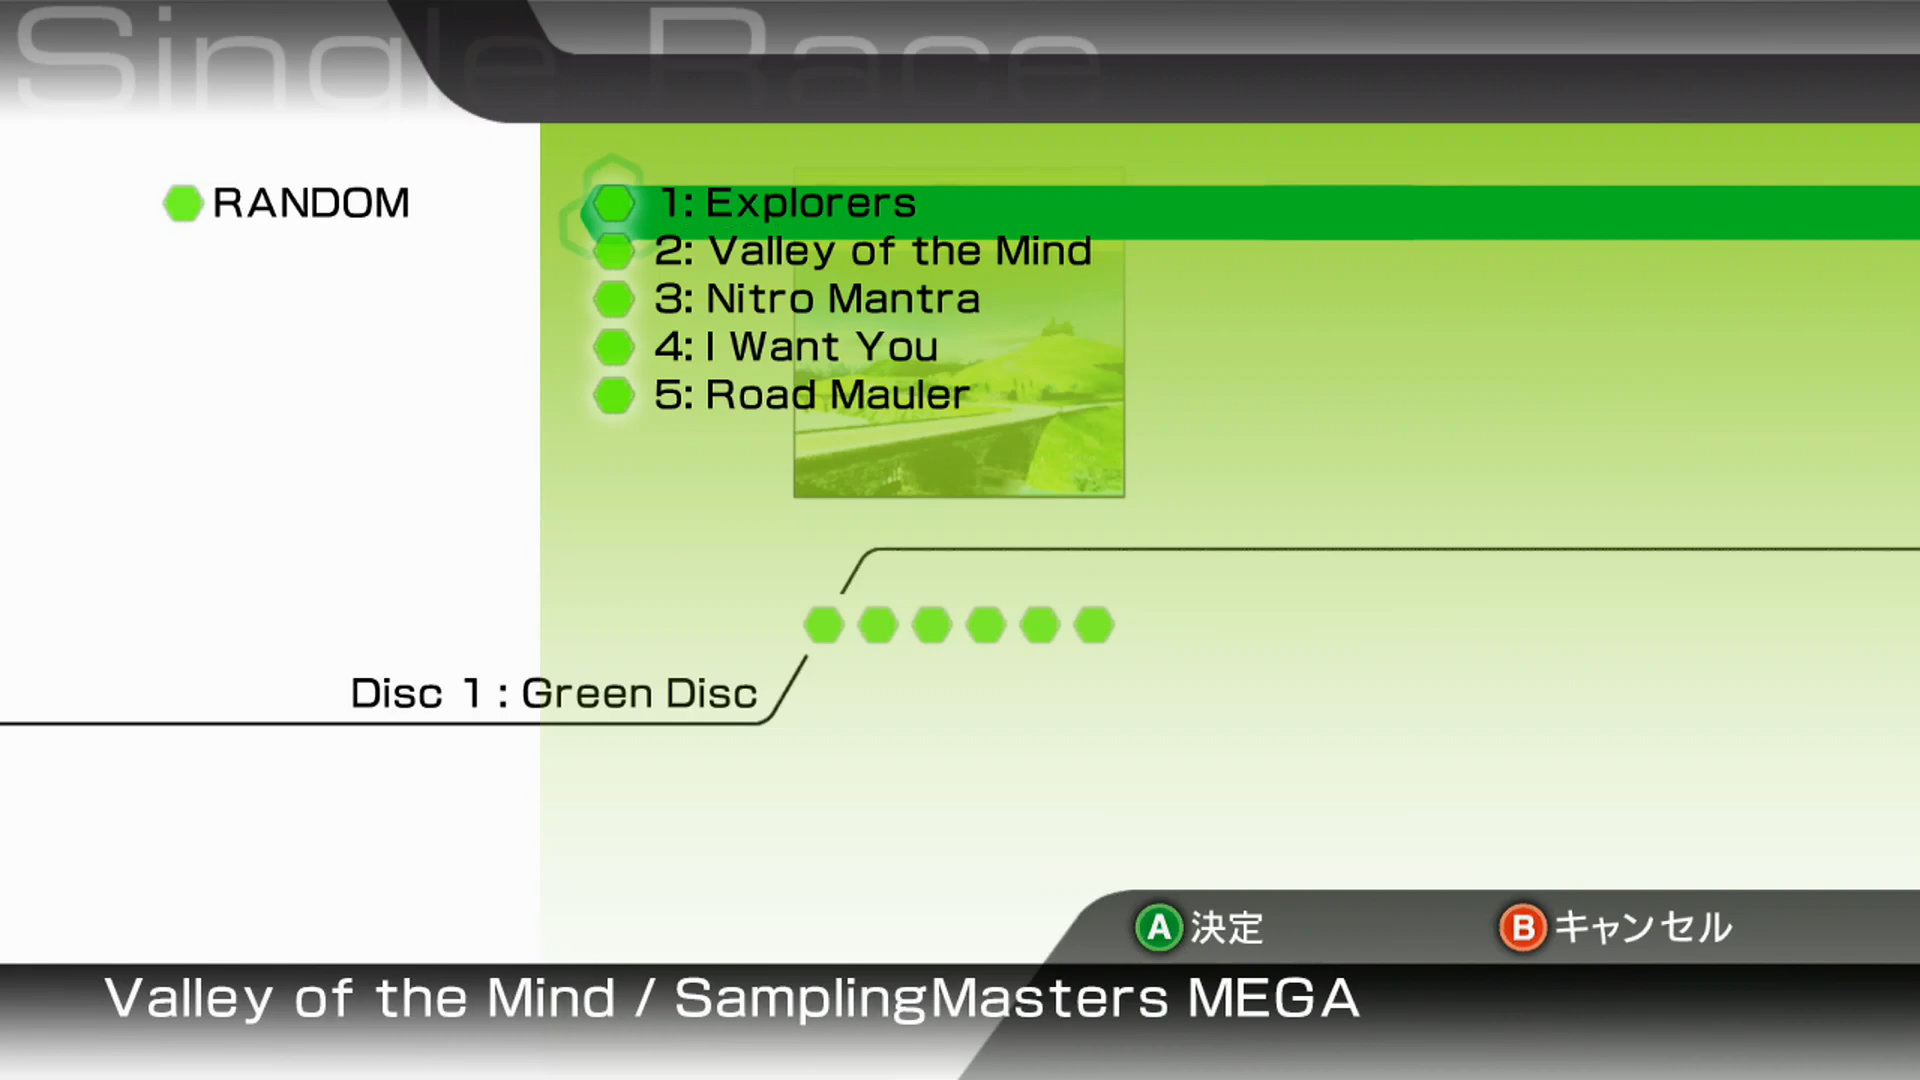 Single Race
RANDOM
1: Explorers
2: Valley of the Mind
3: Nitro Mantra
4: I Want You
5: Road Mauler
Disc 1 : Green Disc
A 決定
B キャンセル
Valley of the Mind / SamplingMasters MEGA